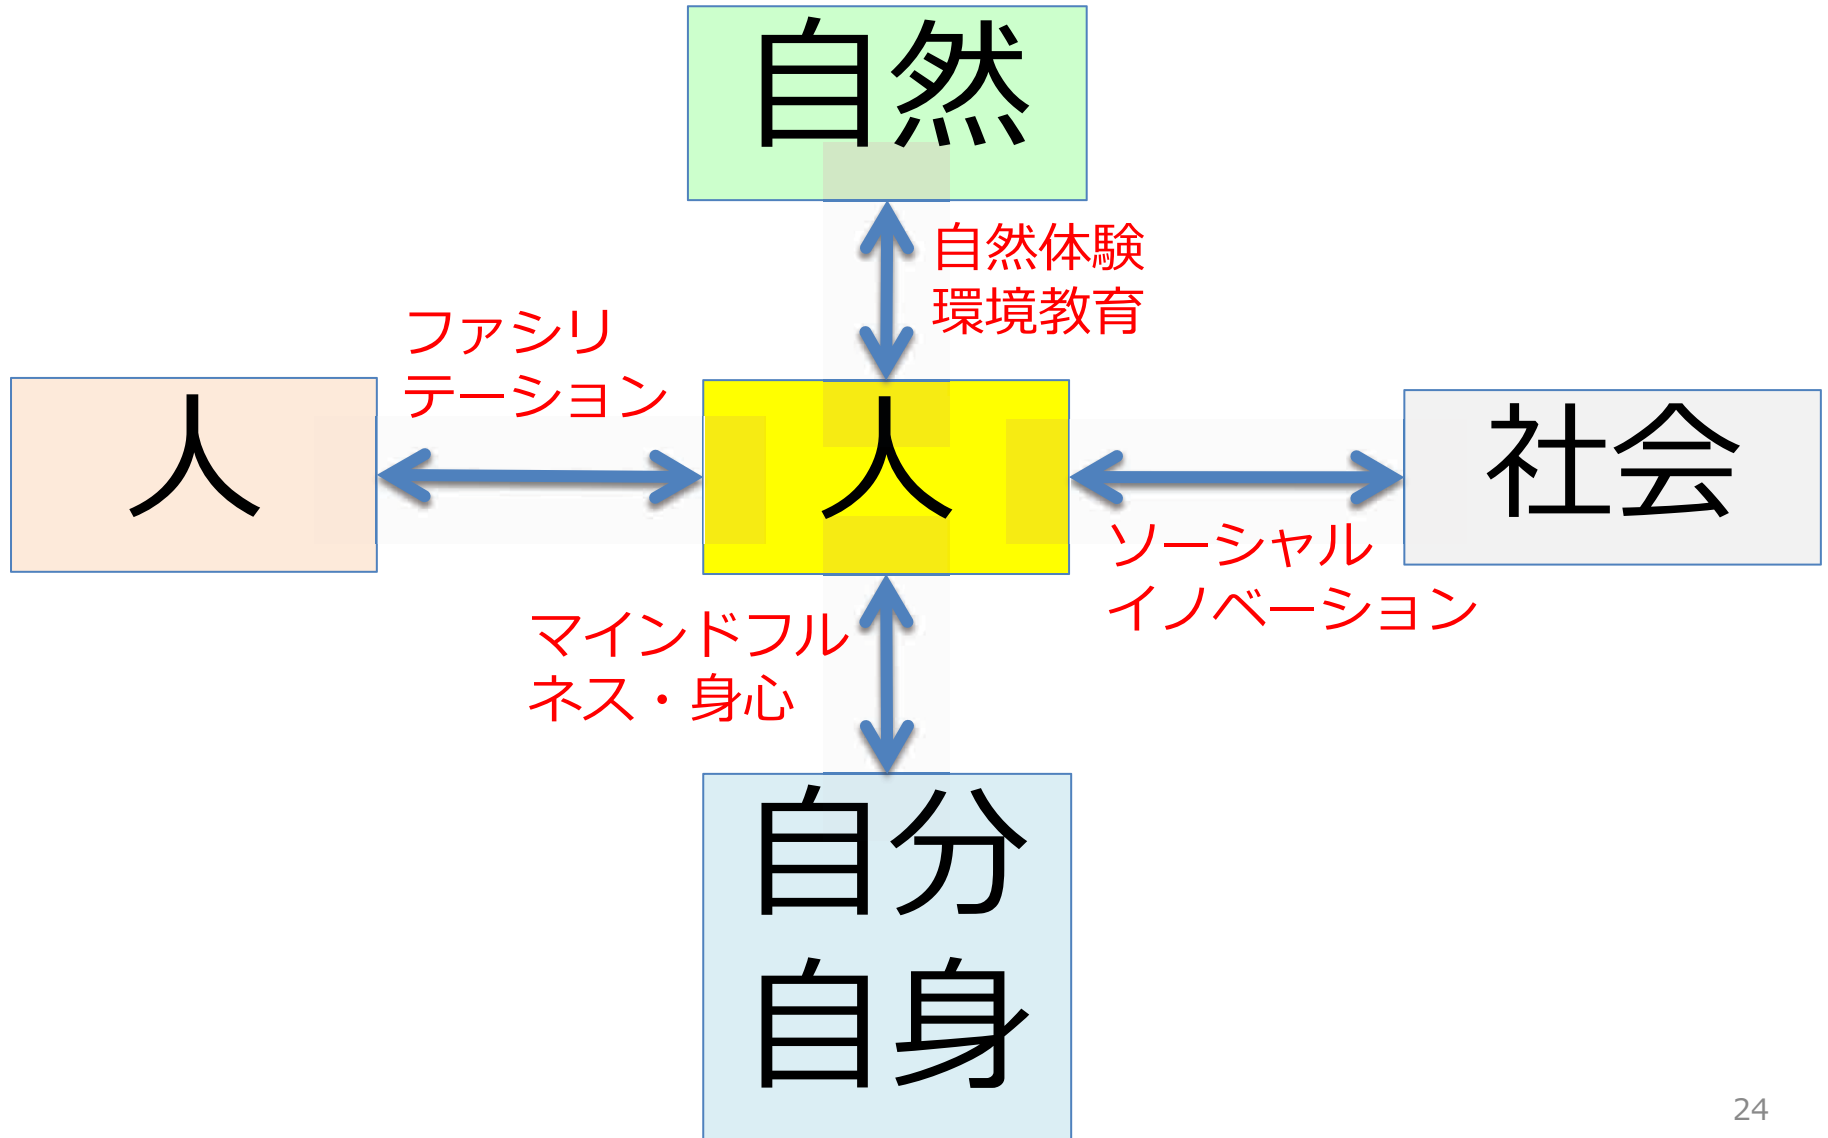 自然
自然体験
環境教育
ファシリ
テーション
人
人
社会
ソーシャル
イノベーション
マインドフル
ネス・身心
自分
自身
24